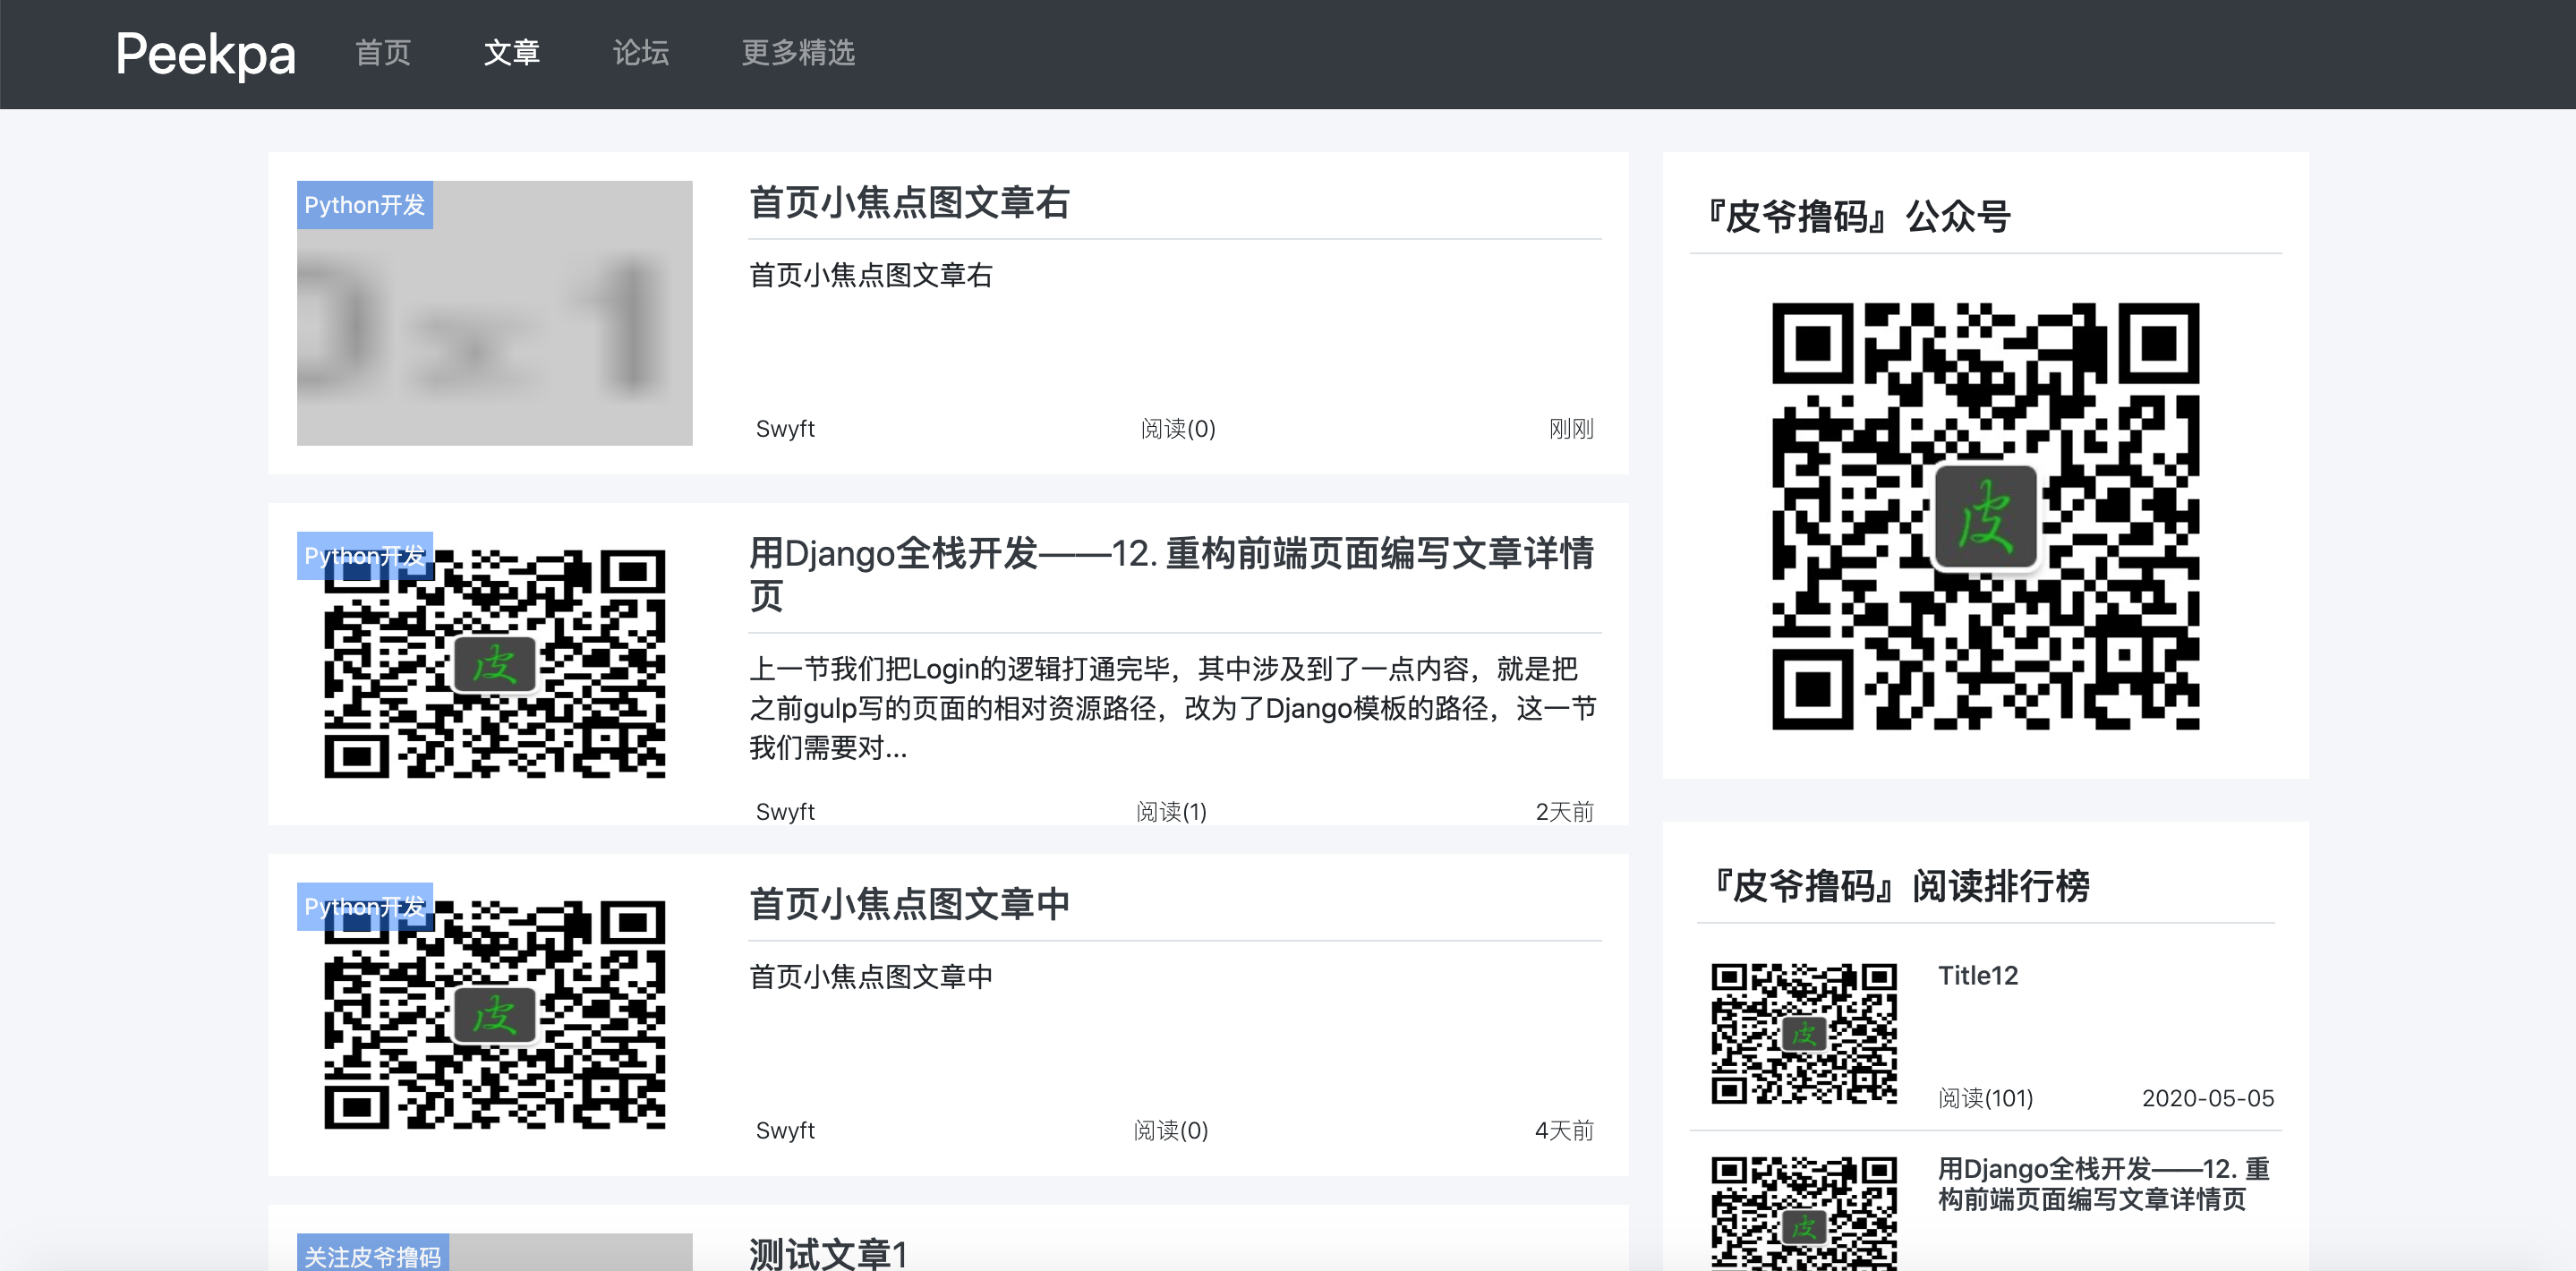 Peekpa
首页
文章
论坛
更多精选
Python开发
首页小焦点图文章右
首页小焦点图文章右
Swyft
阅读(0)
刚刚
Python开发
用Django全栈开发——12. 重构前端页面编写文章详情
页
上一节我们把Login的逻辑打通完毕，其中涉及到了一点内容，就是把
之前gulp写的页面的相对资源路径，改为了Django模板的路径，这一节
我们需要对...
皮
Swyft
阅读(1)
2天前
Python开发
首页小焦点图文章中
首页小焦点图文章中
皮
Swyft
阅读(0)
4天前
关注皮爷撸码
测试文章1
『皮爷撸码』公众号
皮
『皮爷撸码』阅读排行榜
Title12
皮
阅读(101)
2020-05-05
用Django全栈开发——12. 重
构前端页面编写文章详情页
皮